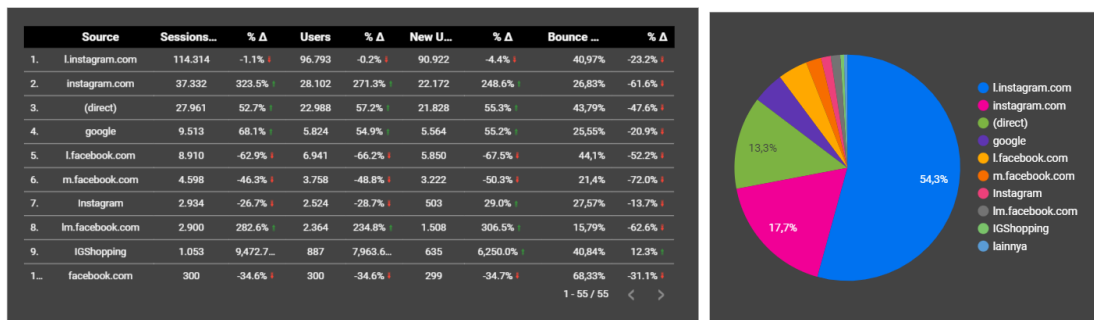 Source Sessions... % Δ Users % Δ New U... % Δ Bounce ... % Δ
1. l.instagram.com 114.314 -1.1% 96.793 -0.2% 90.922 -4.4% 40,97% -23.2%
2. instagram.com 37.332 323.5% 28.102 271.3% 22.172 248.6% 26,83% -61.6%
3. (direct) 27.961 52.7% 22.988 57.2% 21.828 55.3% 43,79% -47.6%
4. google 9.513 68.1% 5.824 54.9% 5.564 55.2% 25,55% -20.9%
5. l.facebook.com 8.910 -62.9% 6.941 -66.2% 5.850 -67.5% 44,1% -52.2%
6. m.facebook.com 4.598 -46.3% 3.758 -48.8% 3.222 -50.3% 21,4% -72.0%
7. Instagram 2.934 -26.7% 2.524 -28.7% 503 29.0% 27,57% -13.7%
8. lm.facebook.com 2.900 282.6% 2.364 234.8% 1.508 306.5% 15,79% -62.6%
9. IGShopping 1.053 9,472.7... 887 7,963.6... 635 6,250.0% 40,84% 12.3%
1... facebook.com 300 -34.6% 300 -34.6% 299 -34.7% 68,33% -31.1%
1 - 55 / 55
54,3%
17,7%
13,3%
l.instagram.com
instagram.com
(direct)
google
l.facebook.com
m.facebook.com
Instagram
lm.facebook.com
IGShopping
lainnya